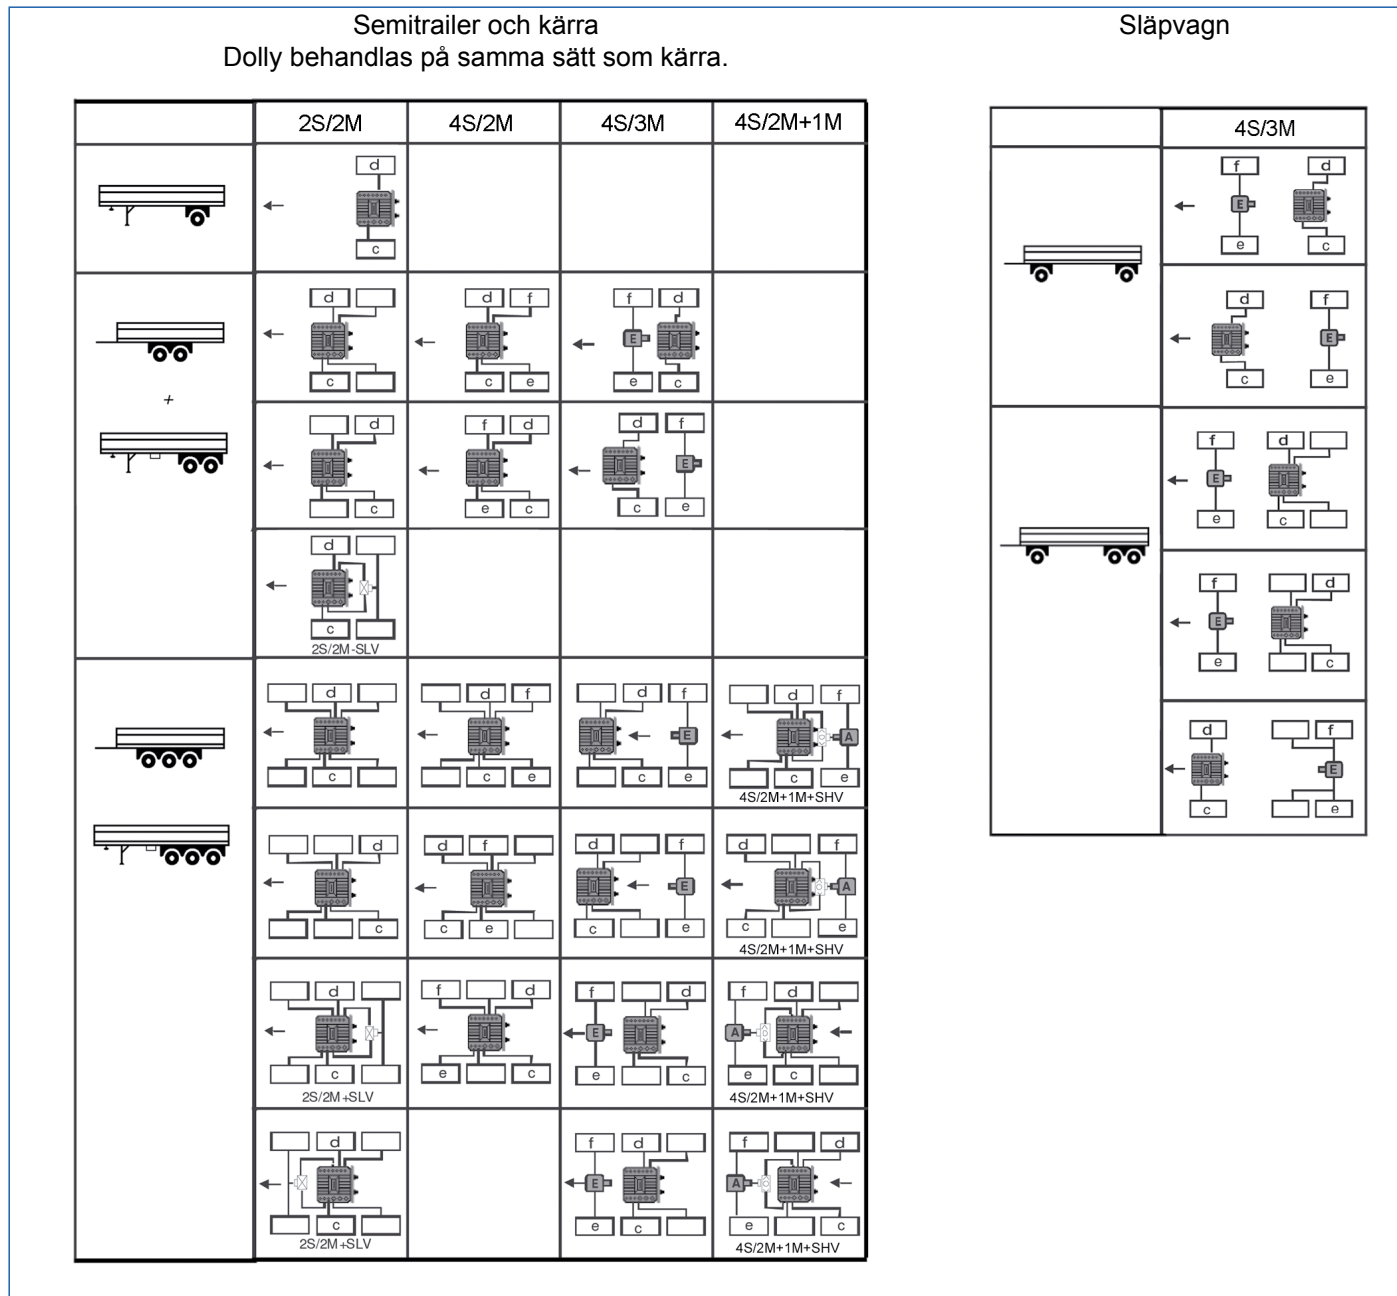 Semitrailer och kärra
Dolly behandlas på samma sätt som kärra.
2S/2M 4S/2M 4S/3M 4S/2M+1M
d
c
+
d d f f d
E
c c e e c
d f d d f
E
c e c c e
d
c
2S/2M-SLV
d d f d f d f
E A
c c e c e c e
4S/2M+1M+SHV
d d f d f d f
E A
c c e c e c e
4S/2M+1M+SHV
d f d f d f d
E A
c e c e c e c
2S/2M+SLV 4S/2M+1M+SHV
d f d f d
E A
c e c e c
2S/2M+SLV 4S/2M+1M+SHV
Släpvagn
4S/3M
f d
E
e c
d f
E
c e
f d
E
e c
f d
E
e c
d f
E
c e